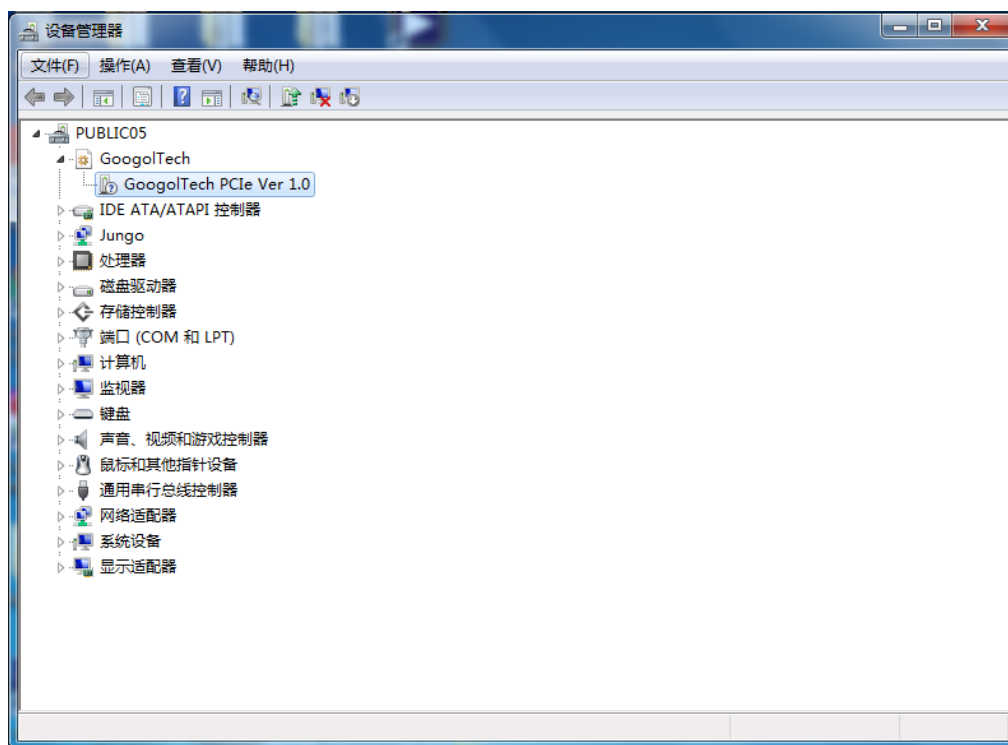 设备管理器
文件(F) 操作(A) 查看(V) 帮助(H)
PUBLIC05
GoogolTech
GoogolTech PCIe Ver 1.0
IDE ATA/ATAPI 控制器
Jungo
处理器
磁盘驱动器
存储控制器
端口 (COM 和 LPT)
计算机
监视器
键盘
声音、视频和游戏控制器
鼠标和其他指针设备
通用串行总线控制器
网络适配器
系统设备
显示适配器